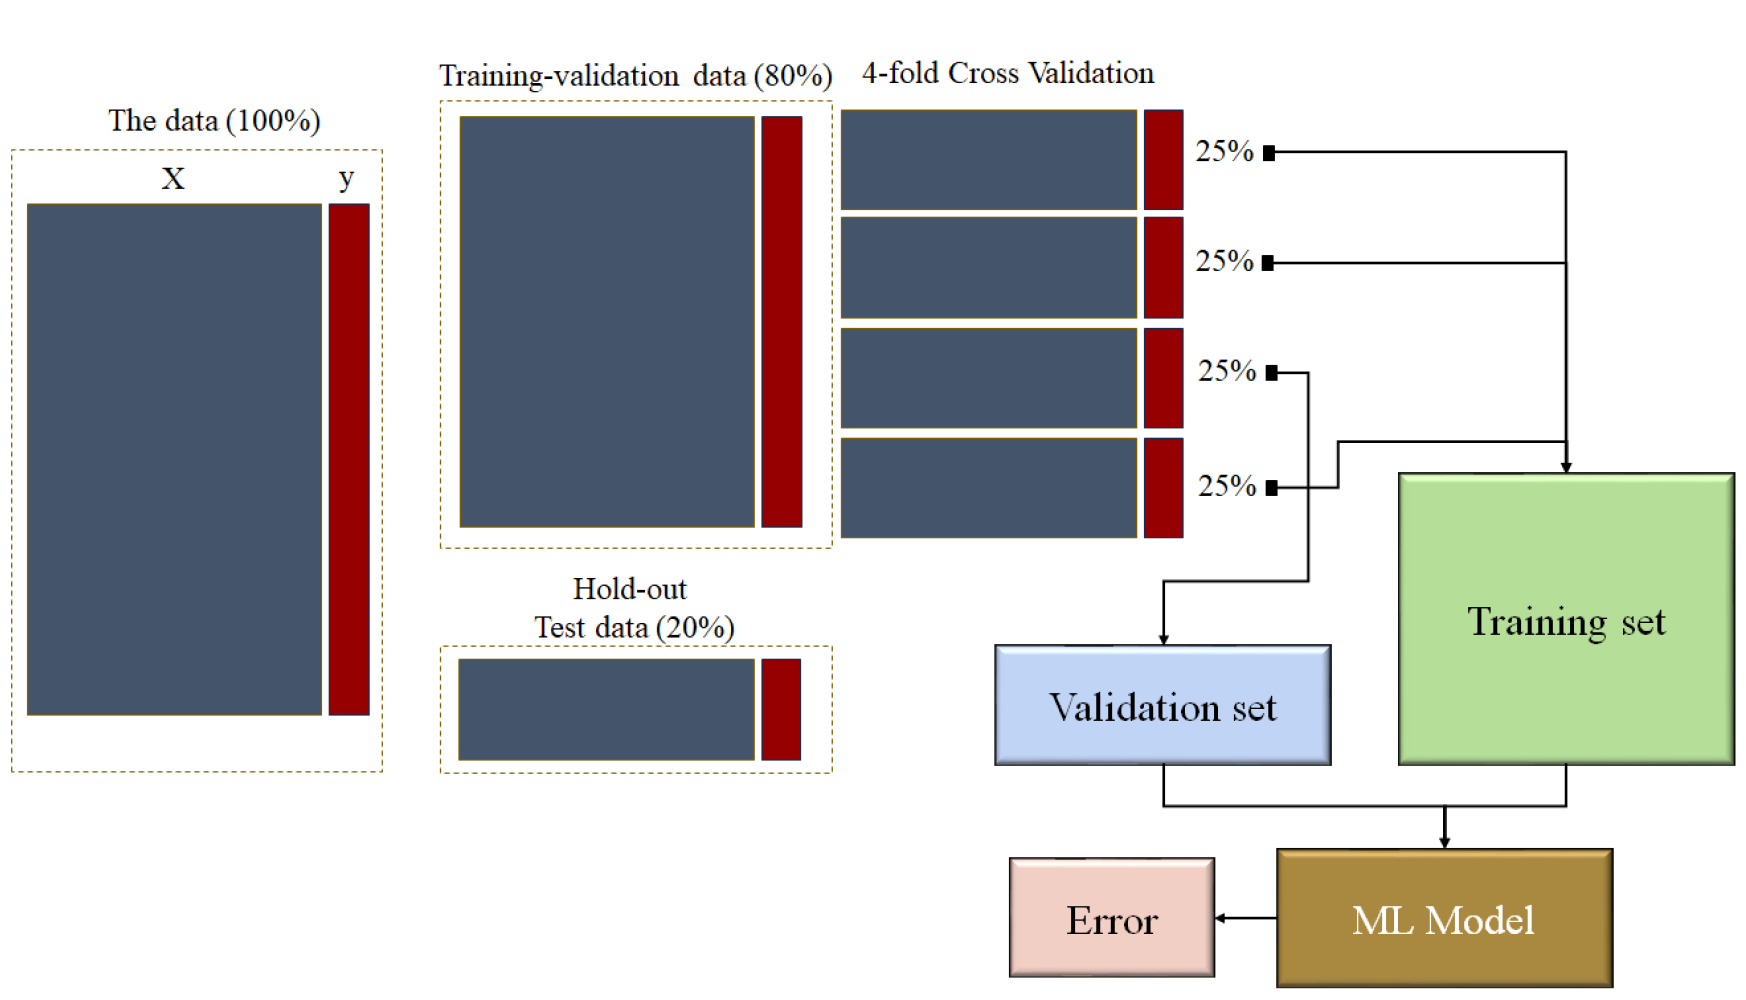 The data (100%)
X
y
Training-validation data (80%)
Hold-out
Test data (20%)
4-fold Cross Validation
25%
25%
25%
25%
Training set
Validation set
Error
ML Model